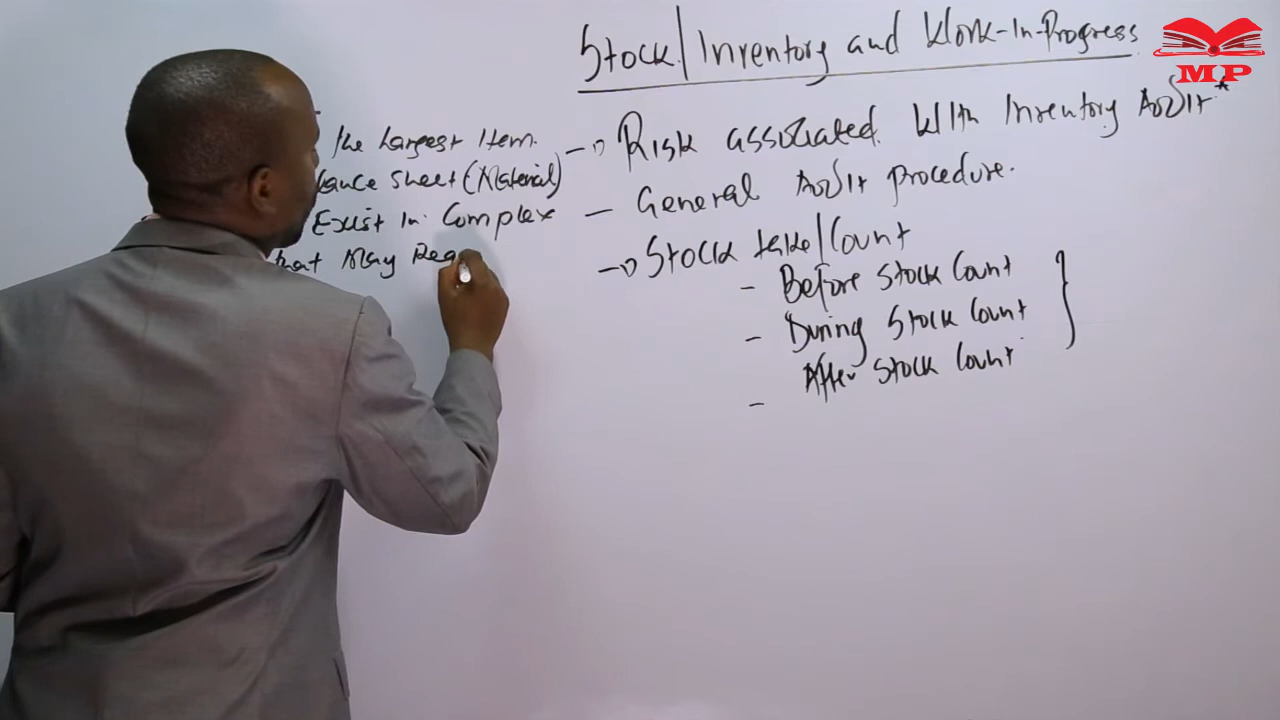 Stock/Inventory and Work-In-Progress
MP
the Largest Item
lance sheet (Material)
Exist In Complex
that May Req
-> Risk associated With Inventory Audit *
- General Audit procedure.
-> Stock take/Count
- Before Stock Count
- During Stock Count
- After Stock Count